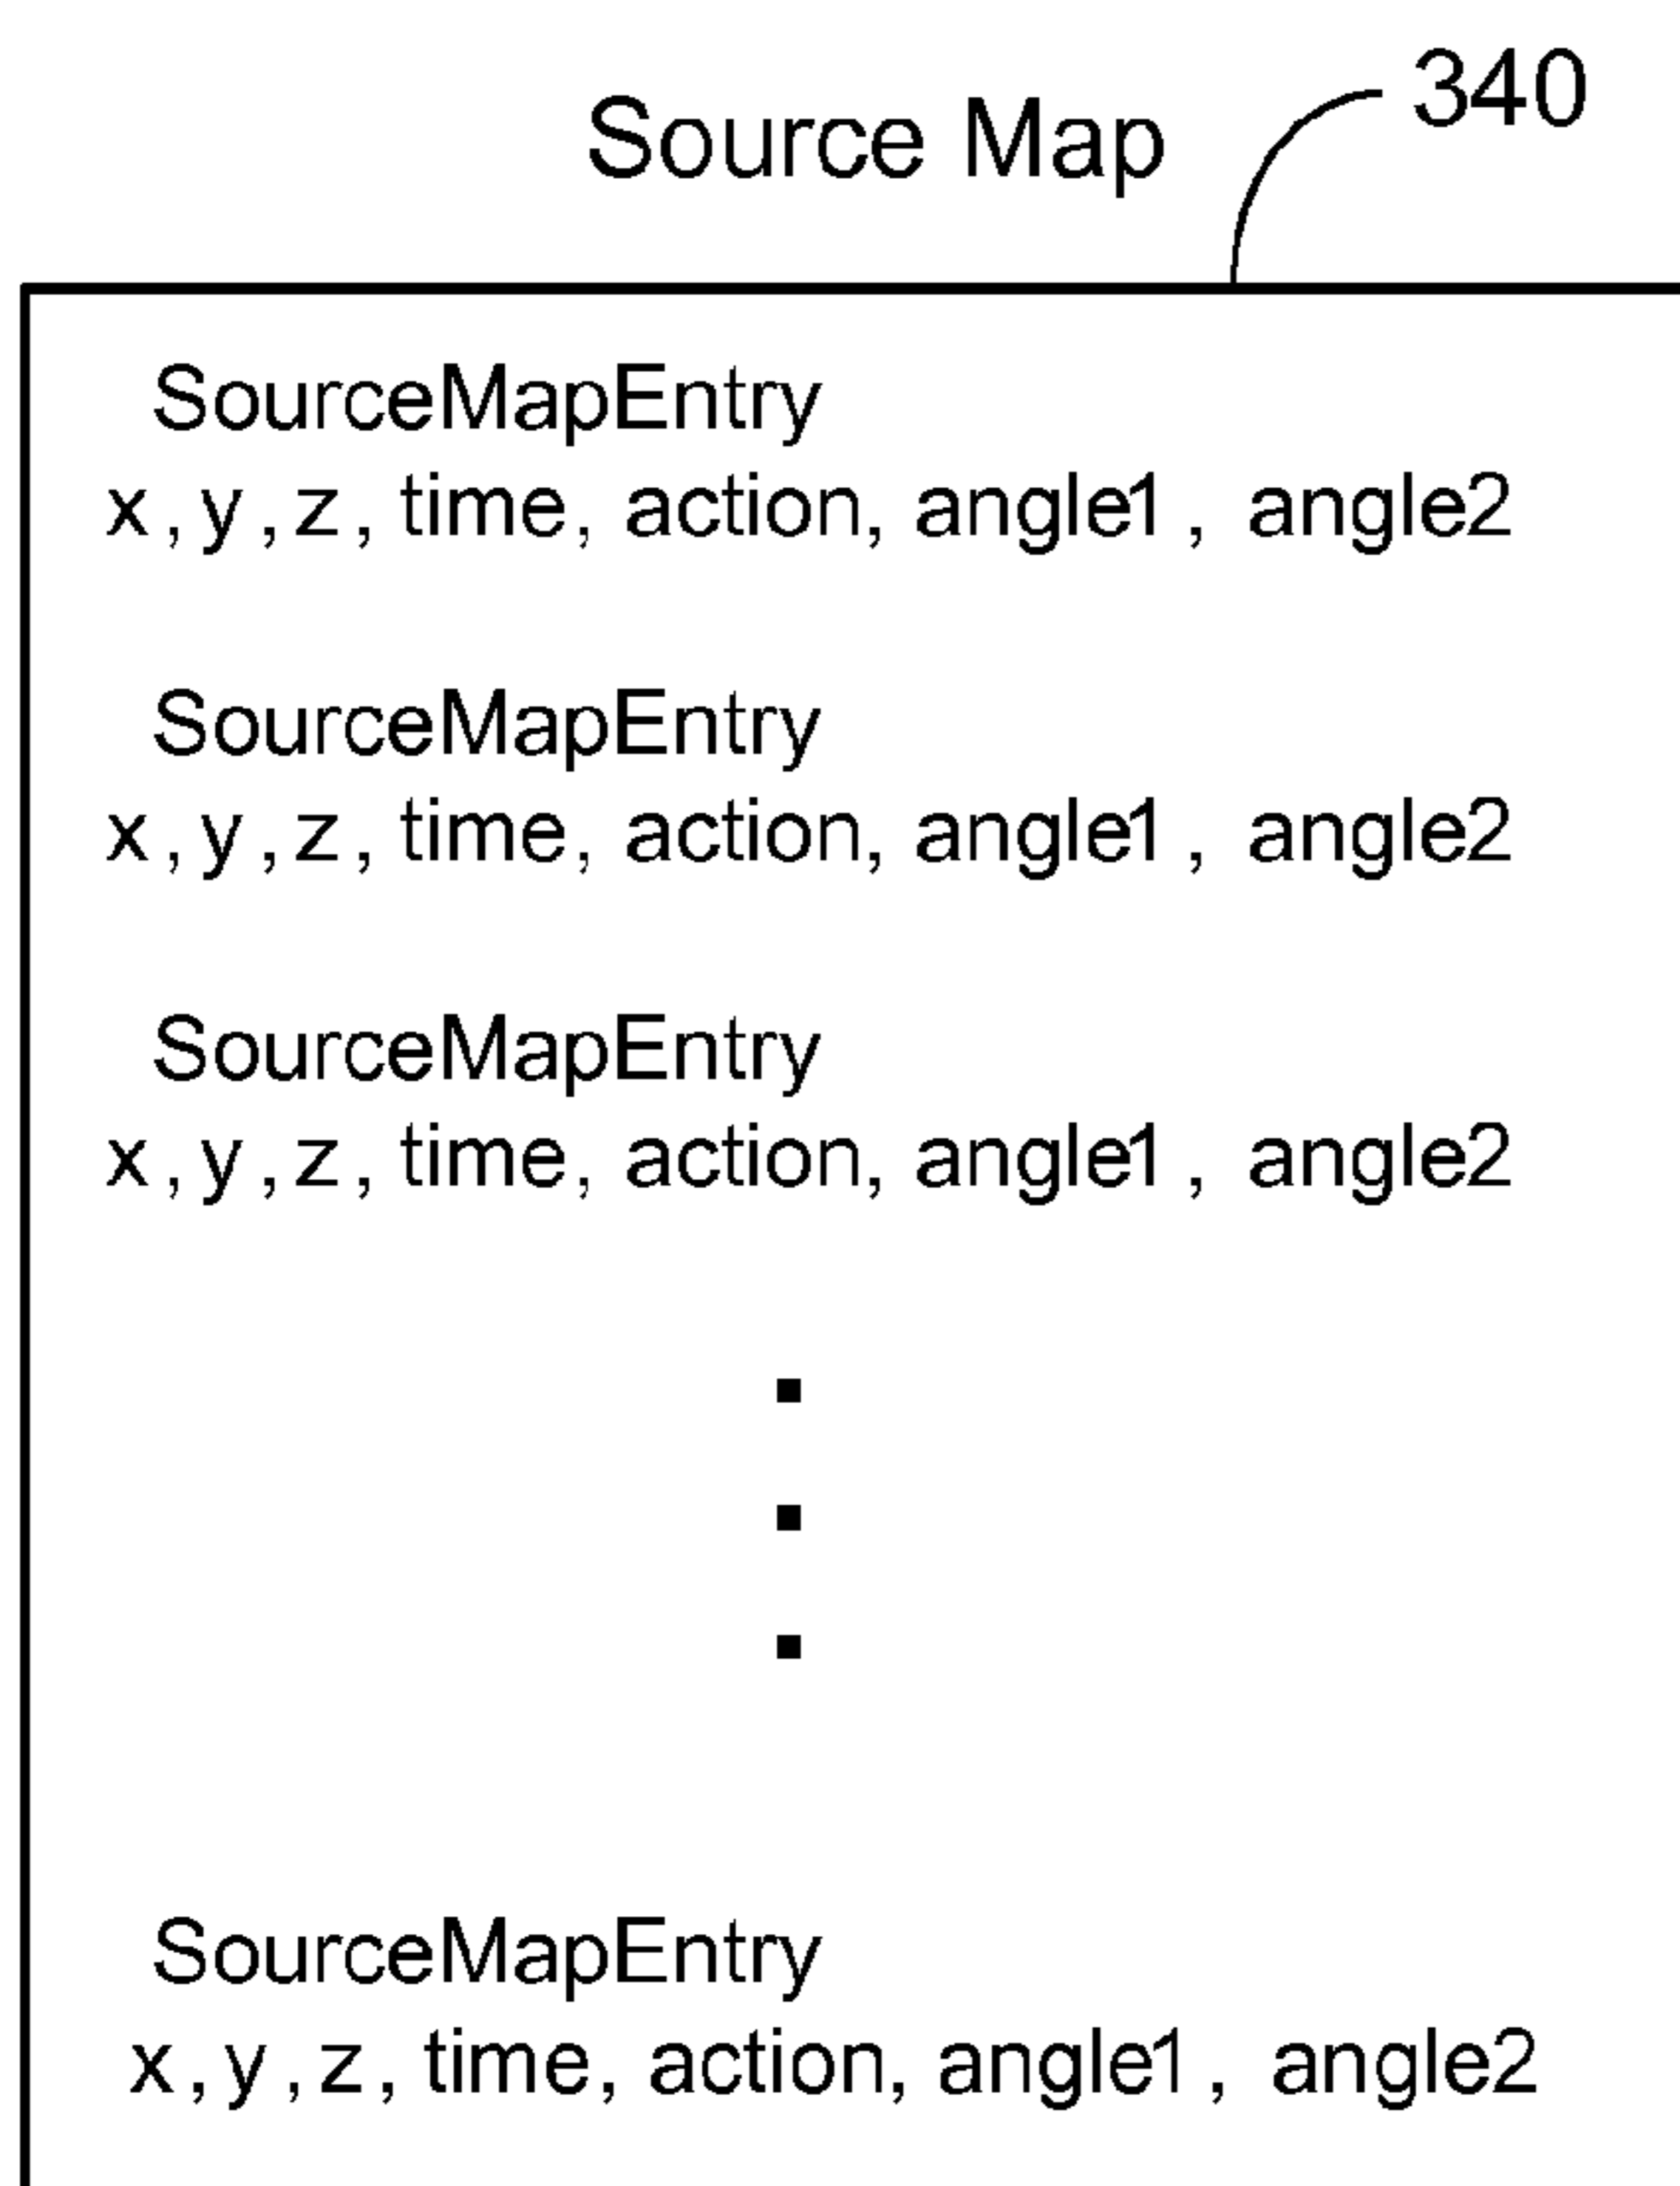 340
Source Map
SourceMapEntry
x, y, z, time, action, angle1, angle2
SourceMapEntry
x, y, z, time, action, angle1, angle2
SourceMapEntry
x, y, z, time, action, angle1, angle2
SourceMapEntry
x, y, z, time, action, angle1, angle2